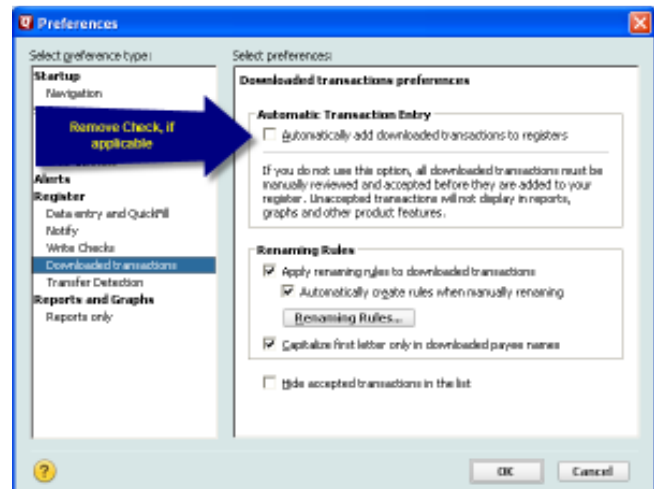 Preferences
Select preference type:
Startup
Navigation
Remove Check, if
applicable
Alerts
Register
Data entry and Quickfill
Notify
Write Checks
Downloaded transactions
Transfer Detection
Reports and Graphs
Reports only
Select preferences:
Downloaded transactions preferences
Automatic Transaction Entry
Automatically add downloaded transactions to registers
If you do not use this option, all downloaded transactions must be
manually reviewed and accepted before they are added to your
register. Unaccepted transactions will not display in reports,
graphs and other product features.
Renaming Rules
Apply renaming rules to downloaded transactions
Automatically create rules when manually renaming
Renaming Rules...
Capitalize first letter only in downloaded payee names
Hide accepted transactions in the list
?
OK
Cancel